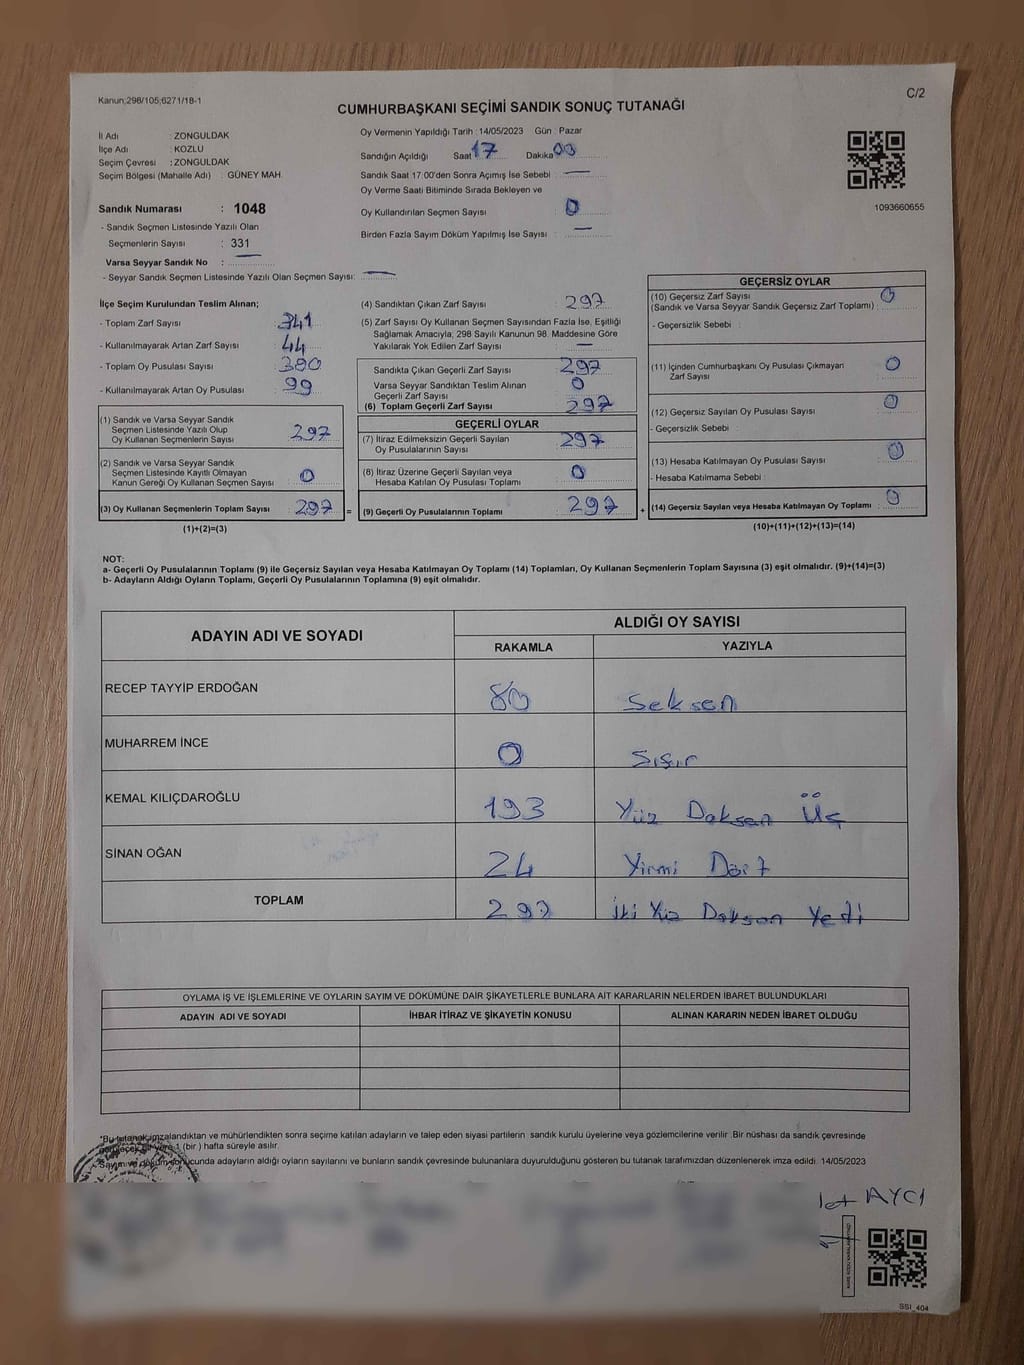 Kanun;298/105;6271/18-1
C/2
CUMHURBAŞKANI SEÇİMİ SANDIK SONUÇ TUTANAĞI
İl Adı : ZONGULDAK
İlçe Adı : KOZLU
Seçim Çevresi : ZONGULDAK
Seçim Bölgesi (Mahalle Adı) : GÜNEY MAH.
Sandık Numarası : 1048
- Sandık Seçmen Listesinde Yazılı Olan
Seçmenlerin Sayısı : 331
Varsa Seyyar Sandık No : —
- Seyyar Sandık Seçmen Listesinde Yazılı Olan Seçmen Sayısı: —
Oy Vermenin Yapıldığı Tarih : 14/05/2023 Gün : Pazar
Sandığın Açıldığı Saat 17 Dakika 00
Sandık Saat 17:00'den Sonra Açımış İse Sebebi : —
Oy Verme Saati Bitiminde Sırada Bekleyen ve
Oy Kullandırılan Seçmen Sayısı : 0
Birden Fazla Sayım Döküm Yapılmış İse Sayısı : —
1093660655
İlçe Seçim Kurulundan Teslim Alınan;
- Toplam Zarf Sayısı : 341
- Kullanılmayarak Artan Zarf Sayısı : 44
- Toplam Oy Pusulası Sayısı : 380
- Kullanılmayarak Artan Oy Pusulası : 99
(1) Sandık ve Varsa Seyyar Sandık
Seçmen Listesinde Yazılı Olup
Oy Kullanan Seçmenlerin Sayısı : 297
(2) Sandık ve Varsa Seyyar Sandık
Seçmen Listesinde Kayıtlı Olmayan
Kanun Gereği Oy Kullanan Seçmen Sayısı : 0
(3) Oy Kullanan Seçmenlerin Toplam Sayısı : 297 =
(1)+(2)=(3)
(4) Sandıktan Çıkan Zarf Sayısı : 297
(5) Zarf Sayısı Oy Kullanan Seçmen Sayısından Fazla İse, Eşitliği
Sağlamak Amacıyla; 298 Sayılı Kanunun 98. Maddesine Göre
Yakılarak Yok Edilen Zarf Sayısı : —
Sandıkta Çıkan Geçerli Zarf Sayısı : 297
Varsa Seyyar Sandıktan Teslim Alınan
Geçerli Zarf Sayısı : 0
(6) Toplam Geçerli Zarf Sayısı : 297
GEÇERLİ OYLAR
(7) İtiraz Edilmeksizin Geçerli Sayılan
Oy Pusulalarının Sayısı : 297
(8) İtiraz Üzerine Geçerli Sayılan veya
Hesaba Katılan Oy Pusulası Toplamı : 0
(9) Geçerli Oy Pusulalarının Toplamı : 297 +
GEÇERSİZ OYLAR
(10) Geçersiz Zarf Sayısı : 0
(Sandık ve Varsa Seyyar Sandık Geçersiz Zarf Toplamı)
- Geçersizlik Sebebi :
(11) İçinden Cumhurbaşkanı Oy Pusulası Çıkmayan
Zarf Sayısı : 0
(12) Geçersiz Sayılan Oy Pusulası Sayısı : 0
- Geçersizlik Sebebi :
(13) Hesaba Katılmayan Oy Pusulası Sayısı : 0
- Hesaba Katılmama Sebebi :
(14) Geçersiz Sayılan veya Hesaba Katılmayan Oy Toplamı : 0
(10)+(11)+(12)+(13)=(14)
NOT:
a- Geçerli Oy Pusulalarının Toplamı (9) ile Geçersiz Sayılan veya Hesaba Katılmayan Oy Toplamı (14) Toplamları, Oy Kullanan Seçmenlerin Toplam Sayısına (3) eşit olmalıdır. (9)+(14)=(3)
b- Adayların Aldığı Oyların Toplamı, Geçerli Oy Pusulalarının Toplamına (9) eşit olmalıdır.
ADAYIN ADI VE SOYADI ALDIĞI OY SAYISI
RAKAMLA YAZIYLA
RECEP TAYYİP ERDOĞAN 80 Seksen
MUHARREM İNCE 0 Sıfır
KEMAL KILIÇDAROĞLU 193 Yüz Doksan Üç
SİNAN OĞAN 24 Yirmi Dört
TOPLAM 297 İki Yüz Doksan Yedi
OYLAMA İŞ VE İŞLEMLERİNE VE OYLARIN SAYIM VE DÖKÜMÜNE DAİR ŞİKAYETLERLE BUNLARA AİT KARARLARIN NELERDEN İBARET BULUNDUKLARI
ADAYIN ADI VE SOYADI İHBAR İTİRAZ VE ŞİKAYETİN KONUSU ALINAN KARARIN NEDEN İBARET OLDUĞU
*Bu tutanak imzalandıktan ve mühürlendikten sonra seçime katılan adayların ve talep eden siyasi partilerin sandık kurulu üyelerine veya gözlemcilerine verilir. Bir nüshası da sandık çevresinde
1 (bir) hafta süreyle asılır.
*Sayım ve döküm sonucunda adayların aldığı oyların sayılarını ve bunların sandık çevresinde bulunanlara duyurulduğunu gösteren bu tutanak tarafımızdan düzenlenerek imza edildi. 14/05/2023
AYCI
SSI_404